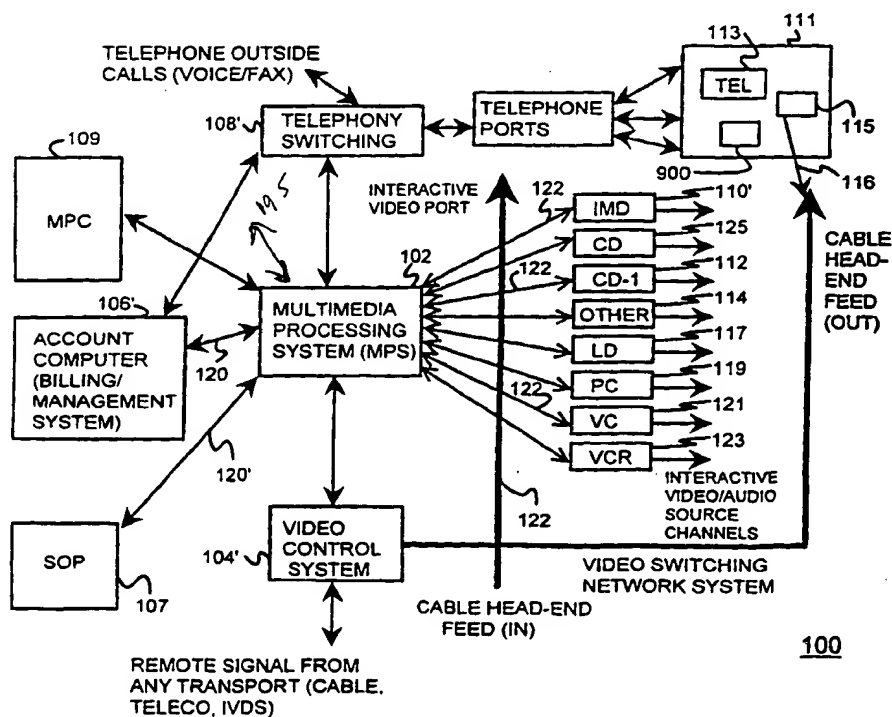 113
111
TELEPHONE OUTSIDE
CALLS (VOICE/FAX)
TEL
108'
TELEPHONY
SWITCHING
TELEPHONE
PORTS
115
109
900
116
MPC
INTERACTIVE
VIDEO PORT
122
IMD
110'
195
CD
125
CABLE
HEAD-
END
FEED
(OUT)
102
122
CD-1
112
106'
MULTIMEDIA
PROCESSING
SYSTEM (MPS)
OTHER
114
ACCOUNT
COMPUTER
(BILLING/
MANAGEMENT
SYSTEM)
120
LD
117
PC
119
122
VC
121
VCR
123
120'
INTERACTIVE
VIDEO/AUDIO
SOURCE
CHANNELS
122
SOP
107
104'
VIDEO
CONTROL
SYSTEM
VIDEO SWITCHING
NETWORK SYSTEM
CABLE HEAD-END
FEED (IN)
100
REMOTE SIGNAL FROM
ANY TRANSPORT (CABLE,
TELECO, IVDS)